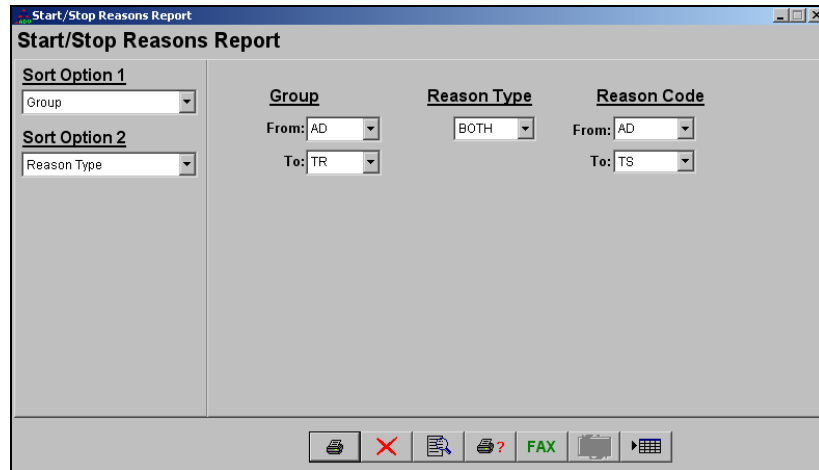 Start/Stop Reasons Report
Start/Stop Reasons Report
Sort Option 1
Group
Sort Option 2
Reason Type
Group
From: AD
To: TR
Reason Type
BOTH
Reason Code
From: AD
To: TS
? FAX